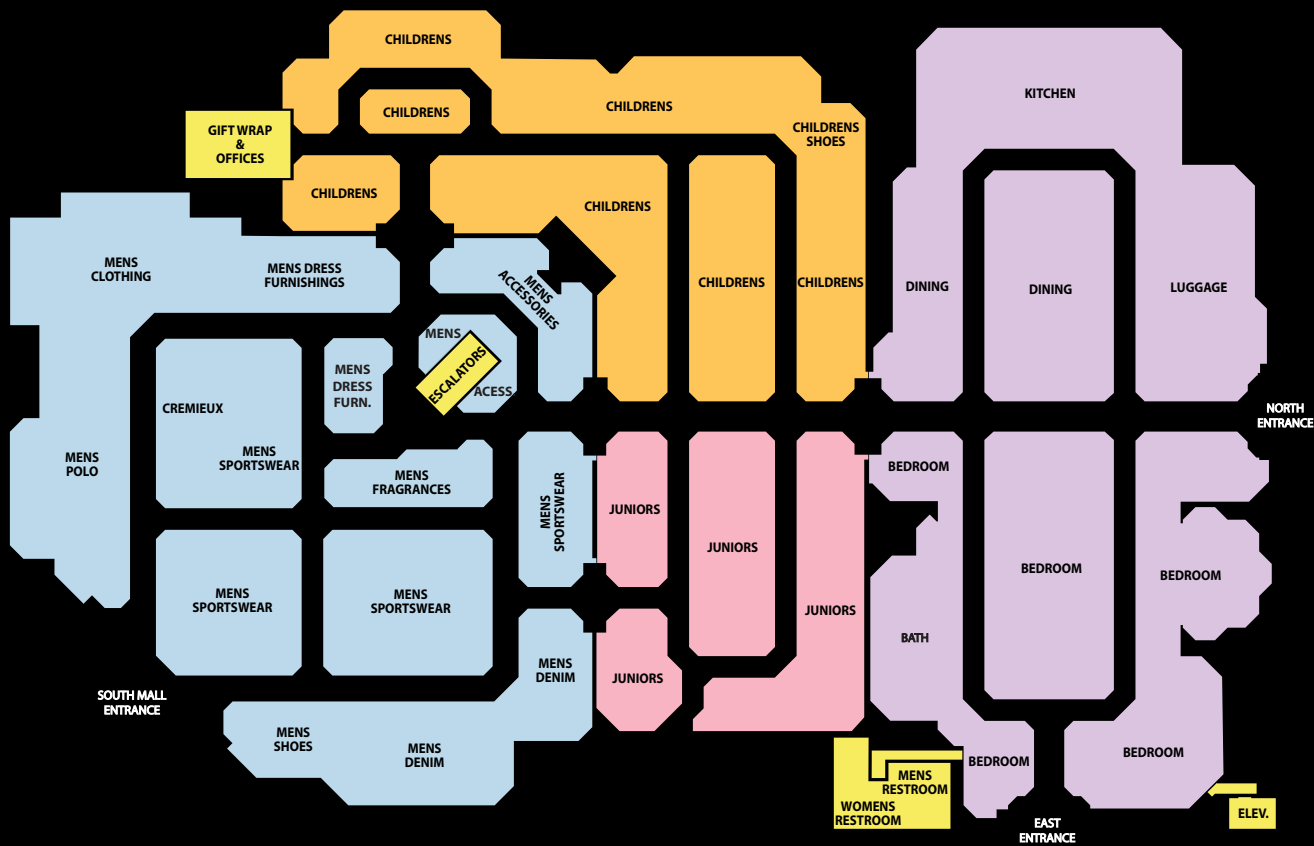 CHILDRENS
CHILDRENS
CHILDRENS
KITCHEN
CHILDRENS
SHOES
GIFT WRAP
&
OFFICES
CHILDRENS
CHILDRENS
MENS
CLOTHING
MENS DRESS
FURNISHINGS
MENS
ACCESSORIES
CHILDRENS
CHILDRENS
DINING
DINING
LUGGAGE
MENS
ESCALATORS
ACESS
MENS
DRESS
FURN.
CREMIEUX
MENS
SPORTSWEAR
NORTH
ENTRANCE
MENS
POLO
MENS
FRAGRANCES
MENS
SPORTSWEAR
JUNIORS
JUNIORS
BEDROOM
BEDROOM
BEDROOM
MENS
SPORTSWEAR
MENS
SPORTSWEAR
JUNIORS
BATH
MENS
DENIM
JUNIORS
SOUTH MALL
ENTRANCE
MENS
SHOES
MENS
DENIM
BEDROOM
BEDROOM
MENS
RESTROOM
WOMENS
RESTROOM
EAST
ENTRANCE
ELEV.